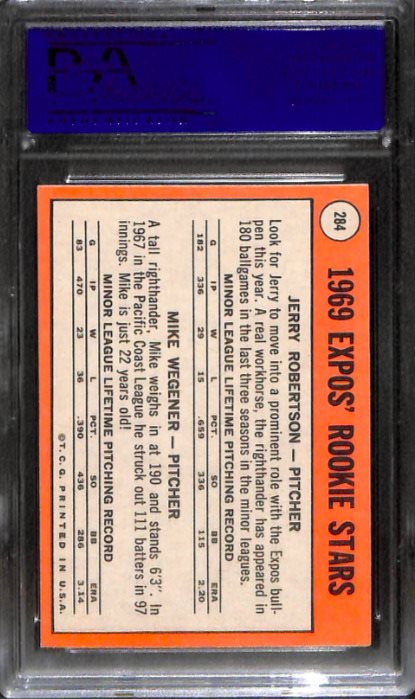 PSA
284
1969 EXPOS' ROOKIE STARS
JERRY ROBERTSON — PITCHER
Look for Jerry to move into a prominent role with the Expos bull-
pen this year. A real workhorse, the righthander has appeared in
180 ballgames in the last three seasons in the minor leagues.
MINOR LEAGUE LIFETIME PITCHING RECORD
G IP W L PCT. SO BB ERA
182 336 29 15 .659 336 115 2.20
MIKE WEGENER — PITCHER
A tall righthander, Mike weighs in at 190 and stands 6'3". In
1967 in the Pacific Coast League he struck out 111 batters in 97
innings. Mike is just 22 years old!
MINOR LEAGUE LIFETIME PITCHING RECORD
G IP W L PCT. SO BB ERA
83 470 23 36 .390 436 286 3.14
©T.C.G. PRINTED IN U.S.A.